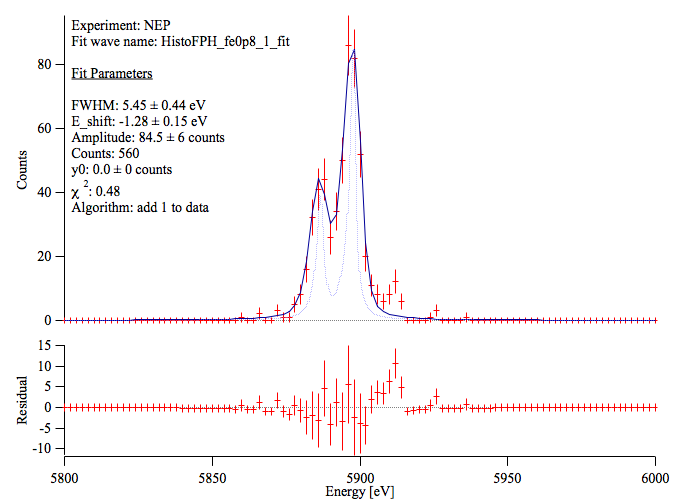 Experiment: NEP
Fit wave name: HistoFPH_fe0p8_1_fit
Fit Parameters
FWHM: 5.45 ± 0.44 eV
E_shift: -1.28 ± 0.15 eV
Amplitude: 84.5 ± 6 counts
Counts: 560
y0: 0.0 ± 0 counts
χ 2: 0.48
Algorithm: add 1 to data
Counts
80
60
40
20
0
Residual
15
10
5
0
-5
-10
5800
5850
5900
5950
6000
Energy [eV]